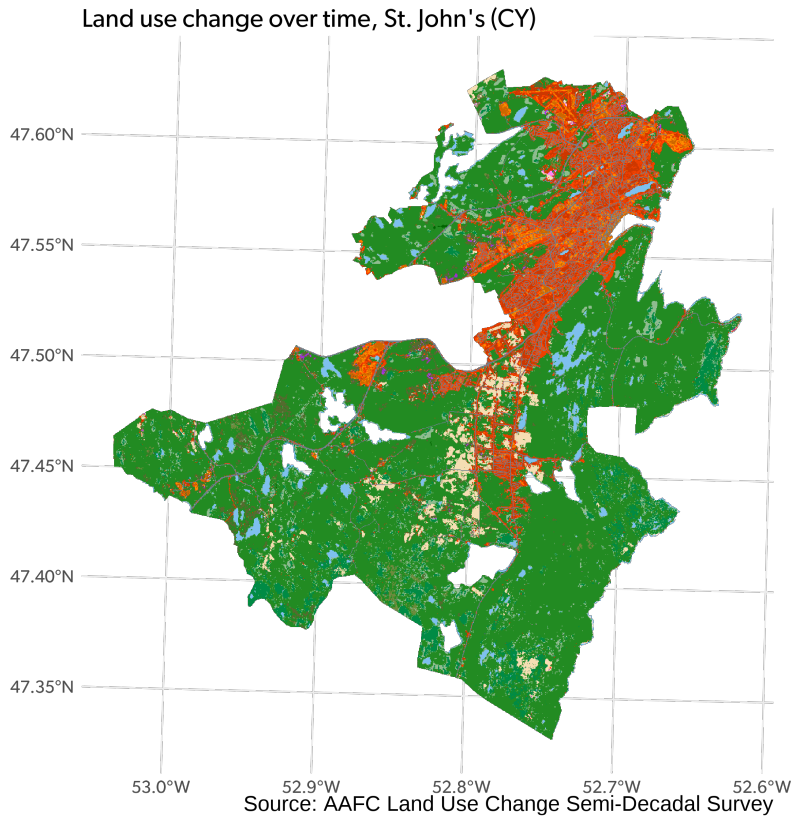 Land use change over time, St. John's (CY)
47.60°N
47.55°N
47.50°N
47.45°N
47.40°N
47.35°N
53.0°W 52.9°W 52.8°W 52.7°W 52.6°W
Source: AAFC Land Use Change Semi-Decadal Survey